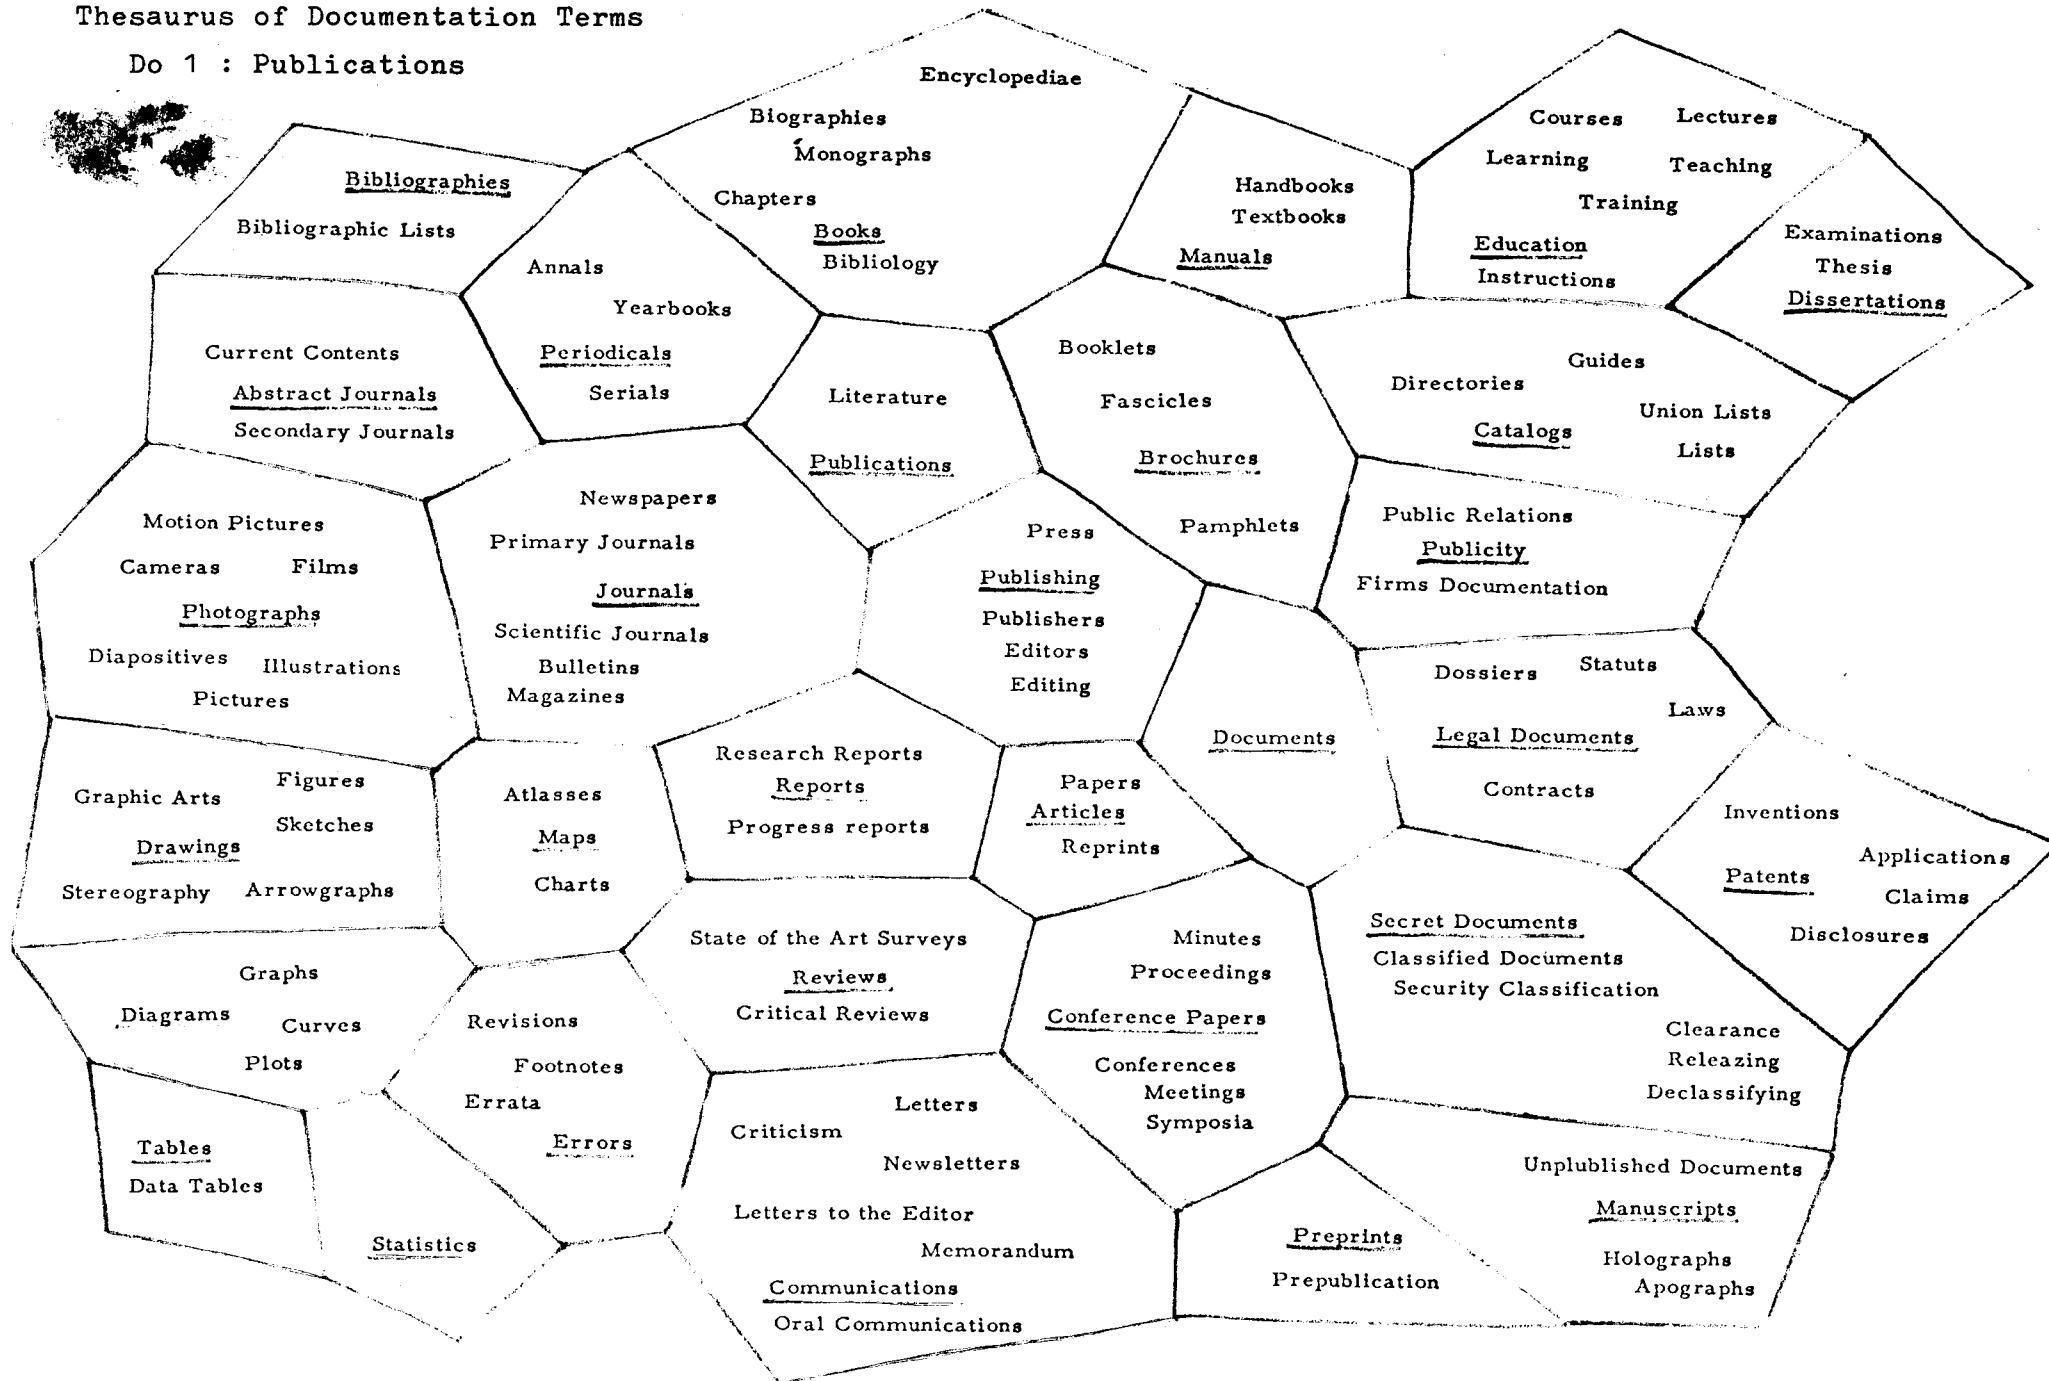 Thesaurus of Documentation Terms
Do 1 : Publications
Bibliographies
Bibliographic Lists
Encyclopediae
Biographies
Monographs
Chapters
Books
Bibliology
Handbooks
Textbooks
Manuals
Courses Lectures
Learning Teaching
Training
Education
Instructions
Examinations
Thesis
Dissertations
Current Contents
Abstract Journals
Secondary Journals
Annals
Yearbooks
Periodicals
Serials
Literature
Publications
Booklets
Fascicles
Brochures
Pamphlets
Guides
Directories
Union Lists
Catalogs
Lists
Motion Pictures
Cameras Films
Photographs
Diapositives Illustrations
Pictures
Newspapers
Primary Journals
Journals
Scientific Journals
Bulletins
Magazines
Press
Publishing
Publishers
Editors
Editing
Public Relations
Publicity
Firms Documentation
Documents
Dossiers Statuts
Laws
Legal Documents
Contracts
Figures
Graphic Arts
Sketches
Drawings
Stereography Arrowgraphs
Atlasses
Maps
Charts
Research Reports
Reports
Progress reports
Papers
Articles
Reprints
Inventions
Applications
Patents
Claims
Disclosures
Graphs
Diagrams Curves
Plots
Revisions
Footnotes
Errata
Errors
State of the Art Surveys
Reviews
Critical Reviews
Minutes
Proceedings
Conference Papers
Conferences
Meetings
Symposia
Secret Documents
Classified Documents
Security Classification
Clearance
Releazing
Declassifying
Tables
Data Tables
Statistics
Letters
Criticism
Newsletters
Letters to the Editor
Memorandum
Communications
Oral Communications
Preprints
Prepublication
Unplublished Documents
Manuscripts
Holographs
Apographs